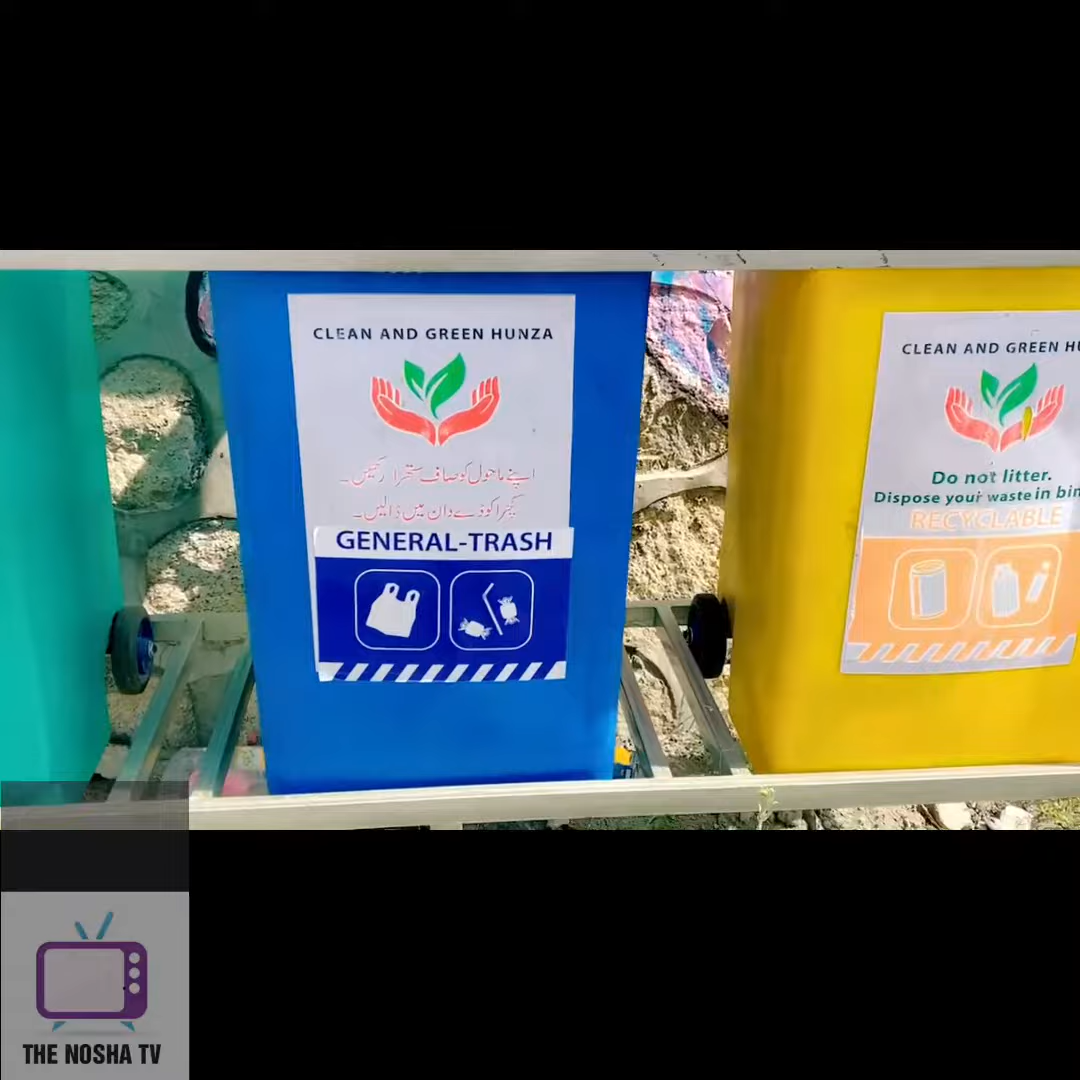 CLEAN AND GREEN HUNZA
اپنے ماحول کو صاف ستھرا رکھیں۔
کچرا کوڑے دان میں ڈالیں۔
GENERAL-TRASH
CLEAN AND GREEN HU
Do not litter.
Dispose your waste in bin
RECYCLABLE
THE NOSHA TV